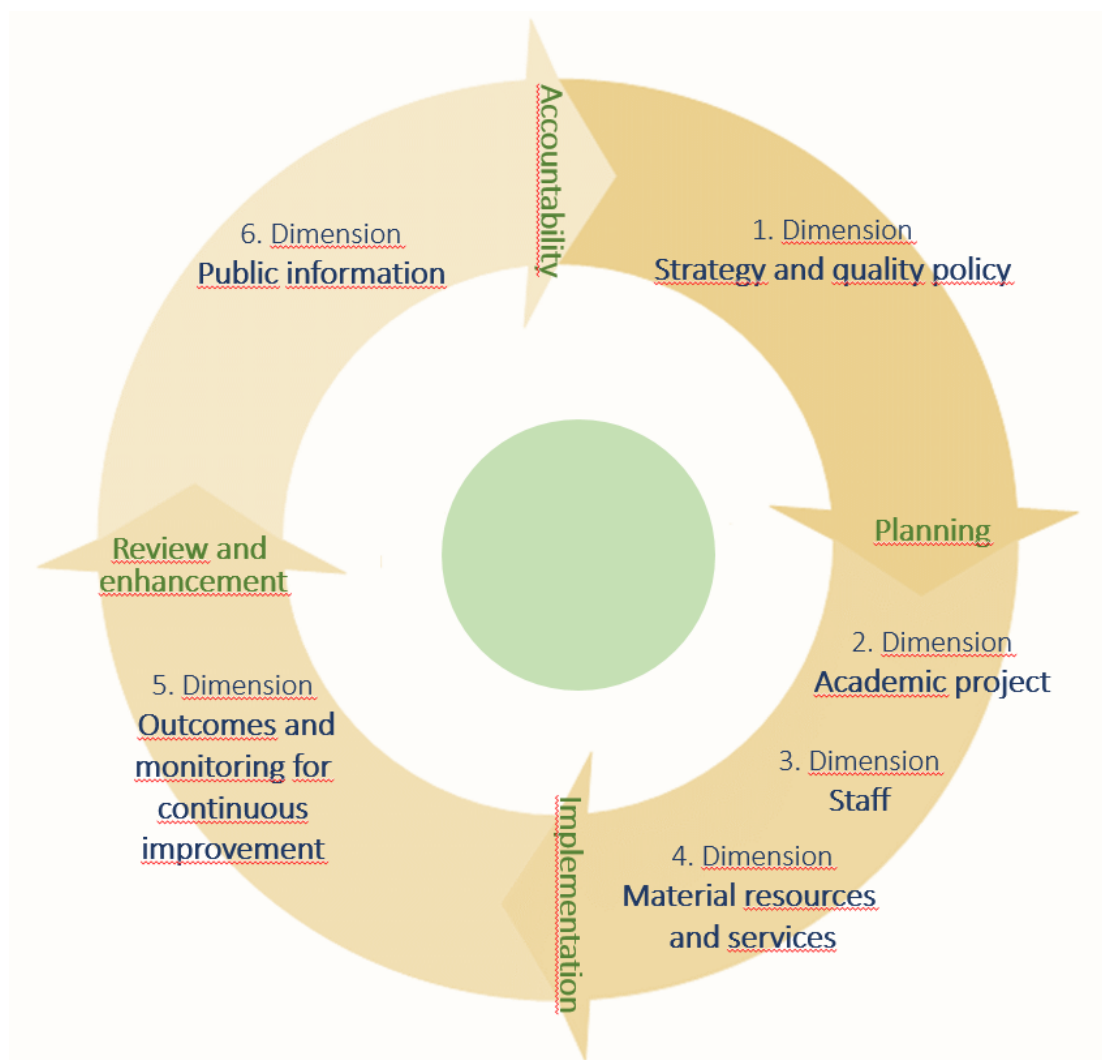 Accountability
1. Dimension
Strategy and quality policy
Planning
2. Dimension
Academic project
3. Dimension
Staff
4. Dimension
Material resources
and services
Implementation
5. Dimension
Outcomes and
monitoring for
continuous
improvement
Review and
enhancement
6. Dimension
Public information